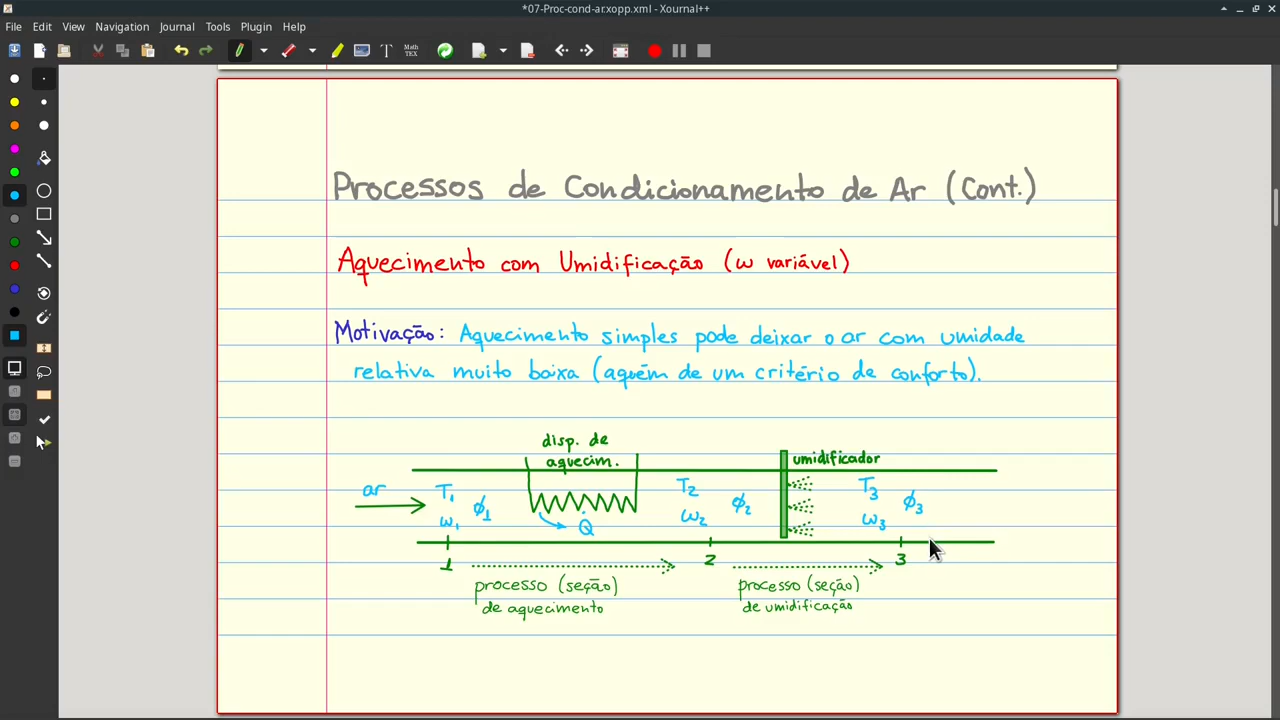 *07-Proc-cond-ar.xopp.xml - Xournal++
File Edit View Navigation Journal Tools Plugin Help
Processos de Condicionamento de Ar (Cont.)
Aquecimento com Umidificação (ω variável)
Motivação: Aquecimento simples pode deixar o ar com umidade
relativa muito baixa (aquém de um critério de conforto).
disp. de
aquecim.
umidificador
ar
T1
ϕ1
ω1
Q̇
T2
ϕ2
ω2
T3
ϕ3
ω3
1 2 3
processo (seção)
de aquecimento
processo (seção)
de umidificação